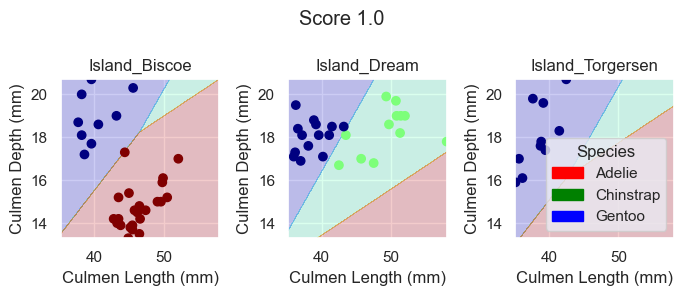 Score 1.0
Island_Biscoe
Island_Dream
Island_Torgersen
Culmen Depth (mm)
20
18
16
14
40
50
Culmen Length (mm)
Culmen Depth (mm)
20
18
16
14
40
50
Culmen Length (mm)
Culmen Depth (mm)
20
18
16
14
40
50
Culmen Length (mm)
Species
Adelie
Chinstrap
Gentoo